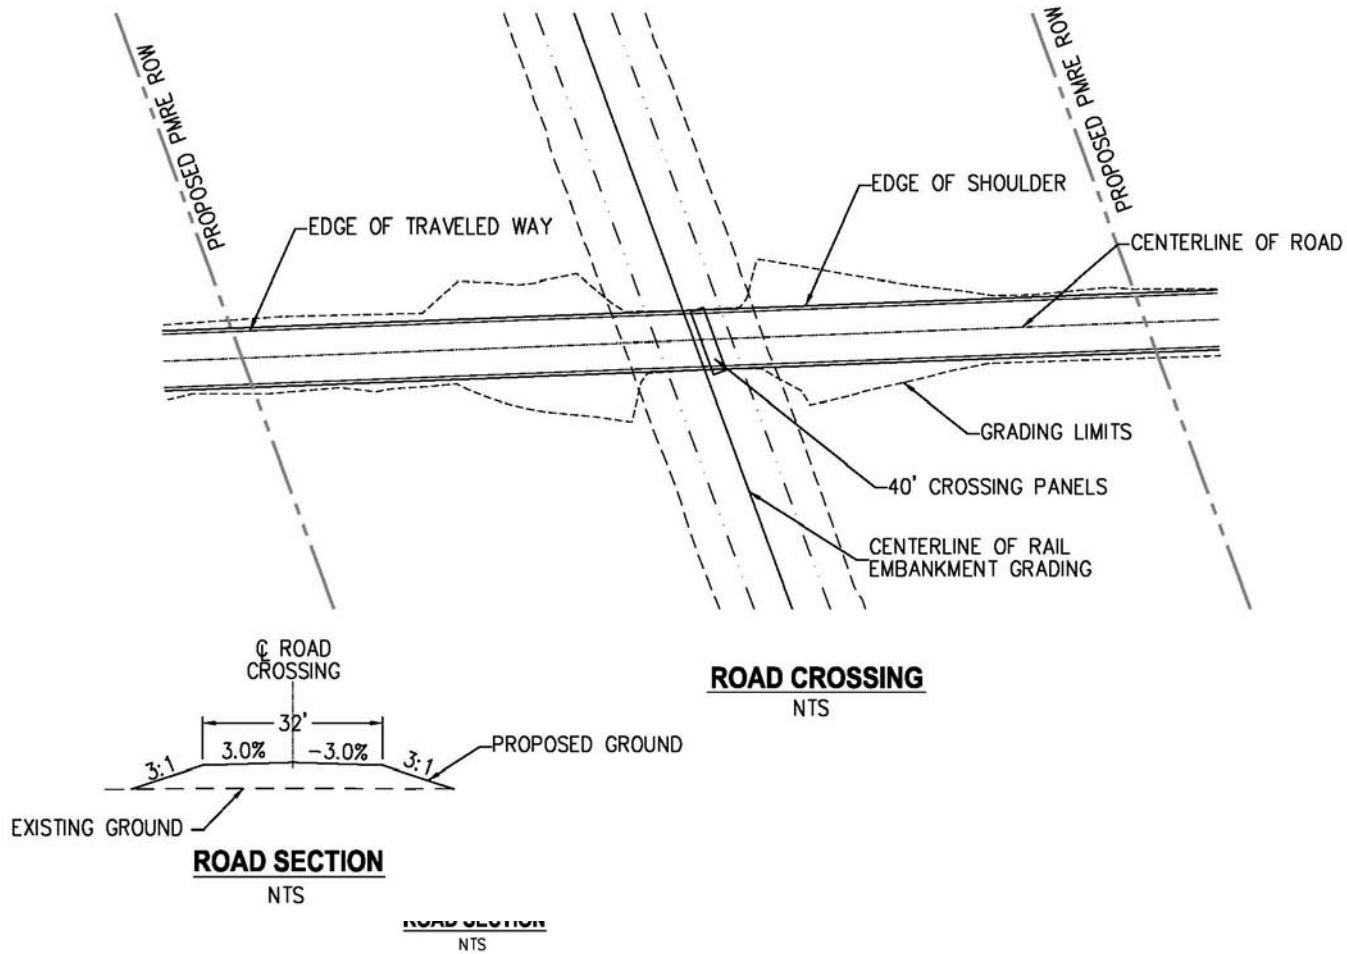 PROPOSED PMRE ROW
PROPOSED PMRE ROW
EDGE OF SHOULDER
EDGE OF TRAVELED WAY
CENTERLINE OF ROAD
GRADING LIMITS
40' CROSSING PANELS
CENTERLINE OF RAIL
EMBANKMENT GRADING
ROAD CROSSING
NTS
℄ ROAD
CROSSING
32'
3:1
3.0%
-3.0%
3:1
PROPOSED GROUND
EXISTING GROUND
ROAD SECTION
NTS
ROAD SECTION
NTS